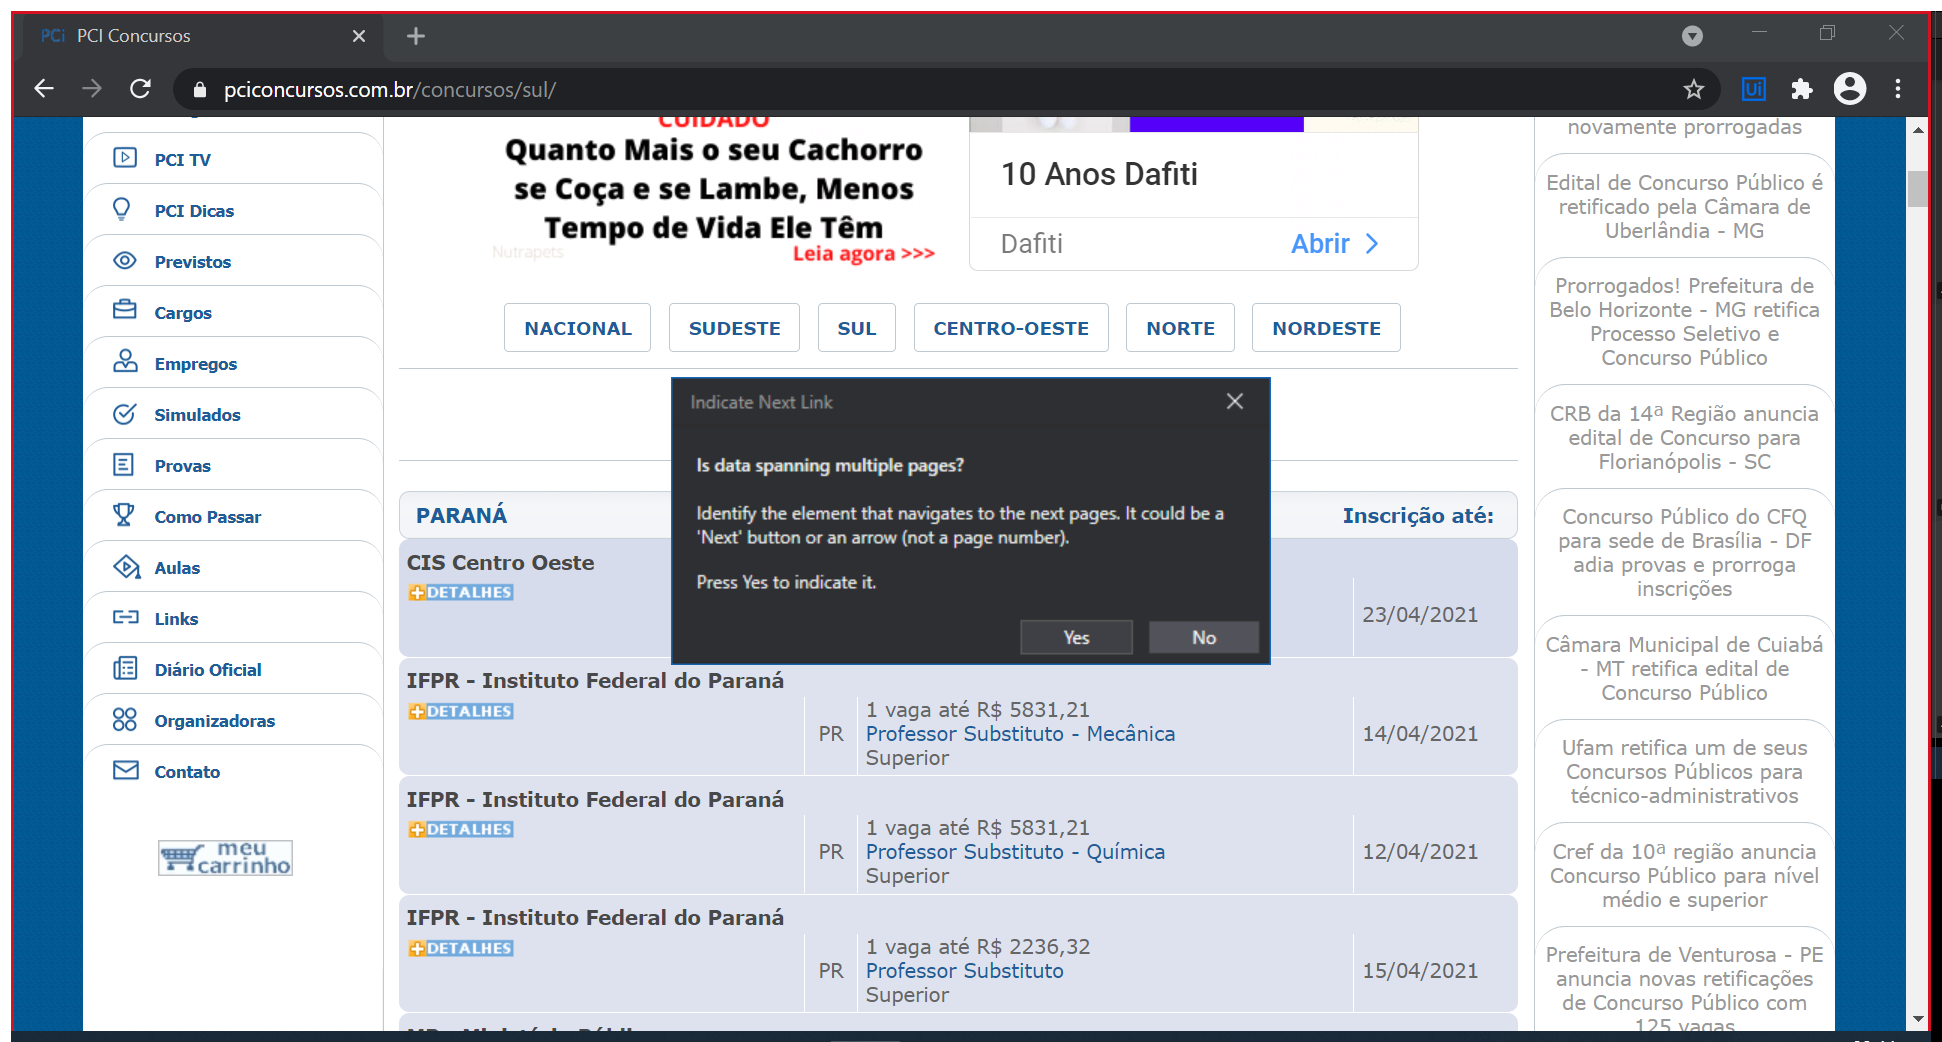 PCi PCI Concursos
pciconcursos.com.br/concursos/sul/
Ui
PCI TV
PCI Dicas
Previstos
Cargos
Empregos
Simulados
Provas
Como Passar
Aulas
Links
Diário Oficial
Organizadoras
Contato
meu
carrinho
CUIDADO
Quanto Mais o seu Cachorro
se Coça e se Lambe, Menos
Tempo de Vida Ele Têm
Nutrapets
Leia agora >>>
10 Anos Dafiti
Dafiti
Abrir
NACIONAL
SUDESTE
SUL
CENTRO-OESTE
NORTE
NORDESTE
Indicate Next Link
Is data spanning multiple pages?
Identify the element that navigates to the next pages. It could be a
'Next' button or an arrow (not a page number).
Press Yes to indicate it.
Yes
No
PARANÁ
Inscrição até:
CIS Centro Oeste
DETALHES
23/04/2021
IFPR - Instituto Federal do Paraná
DETALHES
PR
1 vaga até R$ 5831,21
Professor Substituto - Mecânica
Superior
14/04/2021
IFPR - Instituto Federal do Paraná
DETALHES
PR
1 vaga até R$ 5831,21
Professor Substituto - Química
Superior
12/04/2021
IFPR - Instituto Federal do Paraná
DETALHES
PR
1 vaga até R$ 2236,32
Professor Substituto
Superior
15/04/2021
novamente prorrogadas
Edital de Concurso Público é
retificado pela Câmara de
Uberlândia - MG
Prorrogados! Prefeitura de
Belo Horizonte - MG retifica
Processo Seletivo e
Concurso Público
CRB da 14ª Região anuncia
edital de Concurso para
Florianópolis - SC
Concurso Público do CFQ
para sede de Brasília - DF
adia provas e prorroga
inscrições
Câmara Municipal de Cuiabá
- MT retifica edital de
Concurso Público
Ufam retifica um de seus
Concursos Públicos para
técnico-administrativos
Cref da 10ª região anuncia
Concurso Público para nível
médio e superior
Prefeitura de Venturosa - PE
anuncia novas retificações
de Concurso Público com
125 vagas